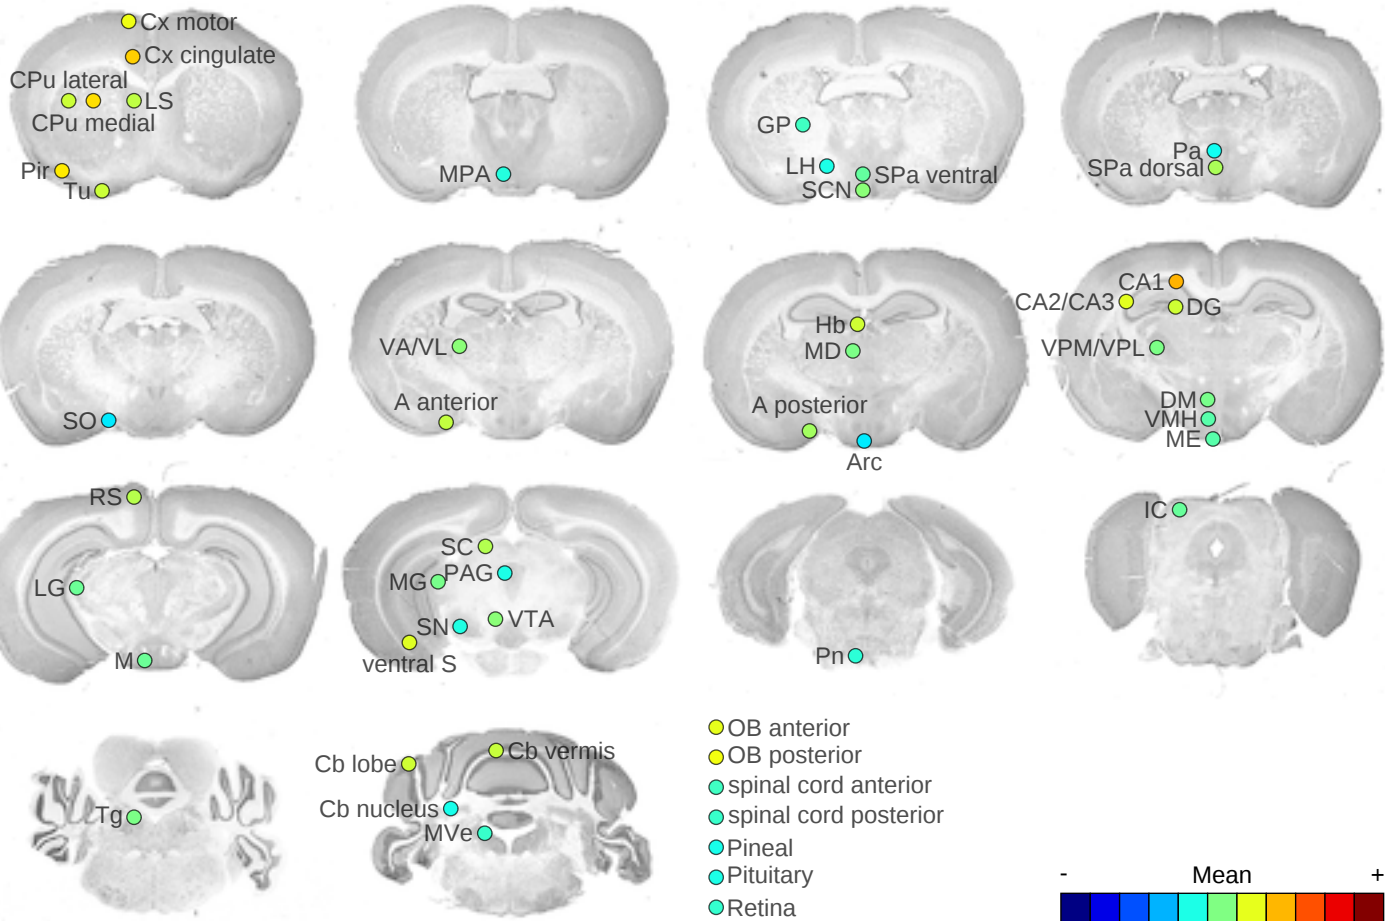 Cx motor
Cx cingulate
CPu lateral
LS
CPu medial
Pir
Tu
MPA
GP
LH
SPa ventral
SCN
Pa
SPa dorsal
SO
VA/VL
A anterior
Hb
MD
A posterior
Arc
CA1
CA2/CA3
DG
VPM/VPL
DM
VMH
ME
RS
LG
M
SC
MG
PAG
SN
VTA
ventral S
Pn
IC
Tg
Cb lobe
Cb vermis
Cb nucleus
MVe
OB anterior
OB posterior
spinal cord anterior
spinal cord posterior
Pineal
Pituitary
Retina
- Mean +